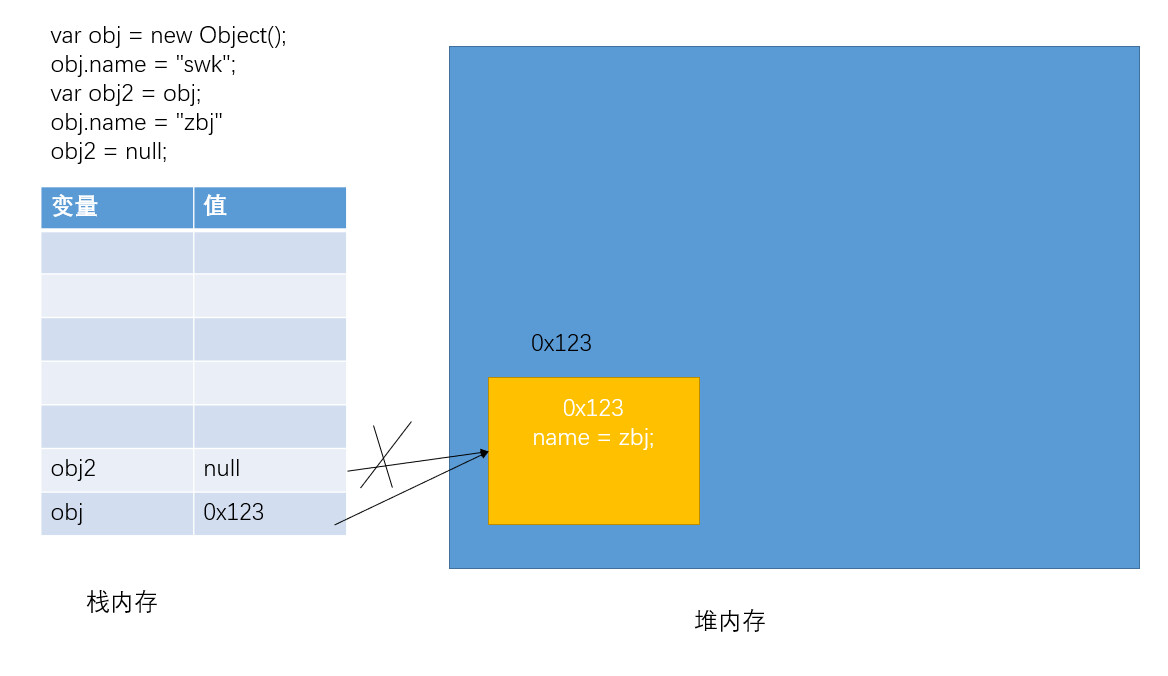 var obj = new Object();
obj.name = "swk";
var obj2 = obj;
obj.name = "zbj"
obj2 = null;
变量 值
obj2 null
obj 0x123
栈内存
0x123
0x123
name = zbj;
堆内存